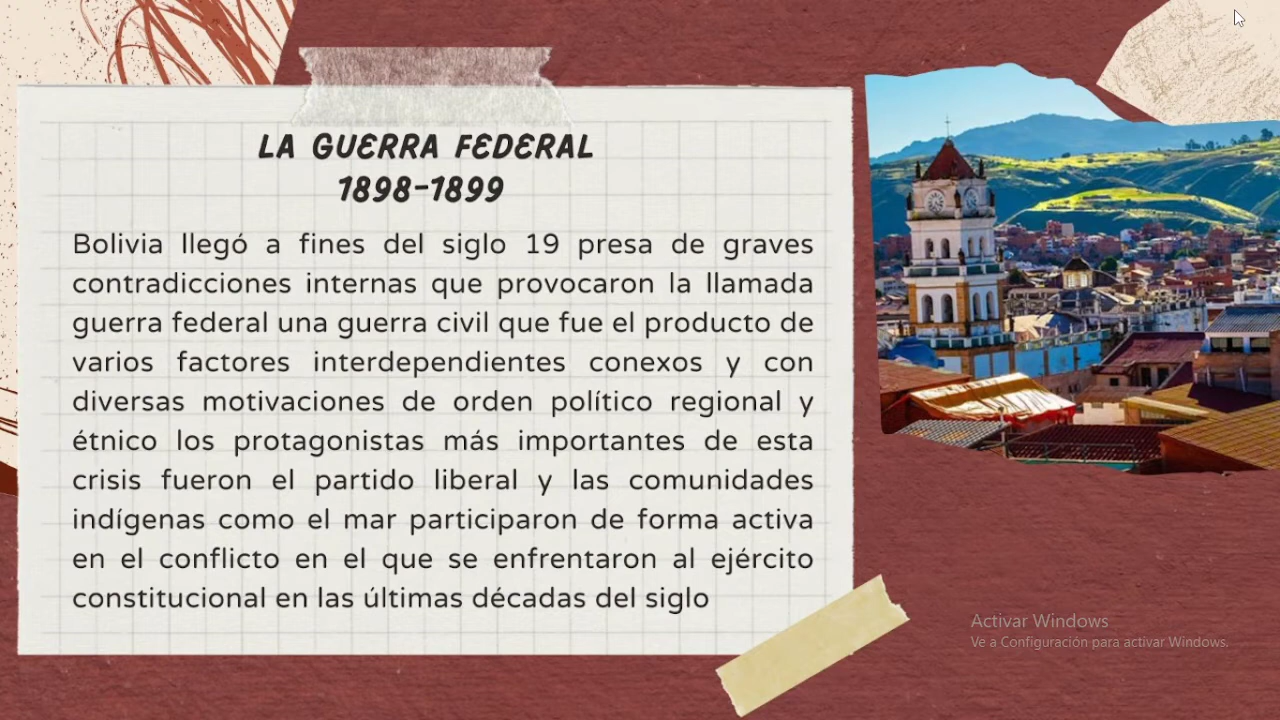 LA GUERRA FEDERAL
1898-1899
Bolivia llegó a fines del siglo 19 presa de graves
contradicciones internas que provocaron la llamada
guerra federal una guerra civil que fue el producto de
varios factores interdependientes conexos y con
diversas motivaciones de orden político regional y
étnico los protagonistas más importantes de esta
crisis fueron el partido liberal y las comunidades
indígenas como el mar participaron de forma activa
en el conflicto en el que se enfrentaron al ejército
constitucional en las últimas décadas del siglo
Activar Windows
Ve a Configuración para activar Windows.